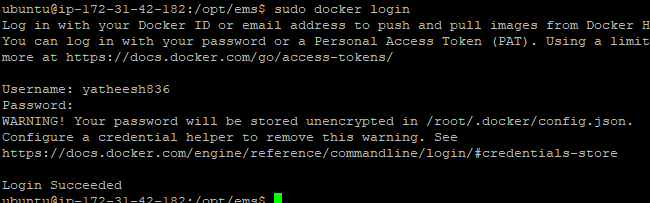 ubuntu@ip-172-31-42-182:/opt/ems$ sudo docker login
Log in with your Docker ID or email address to push and pull images from Docker H
You can log in with your password or a Personal Access Token (PAT). Using a limit
more at https://docs.docker.com/go/access-tokens/
Username: yatheesh836
Password:
WARNING! Your password will be stored unencrypted in /root/.docker/config.json.
Configure a credential helper to remove this warning. See
https://docs.docker.com/engine/reference/commandline/login/#credentials-store
Login Succeeded
ubuntu@ip-172-31-42-182:/opt/ems$